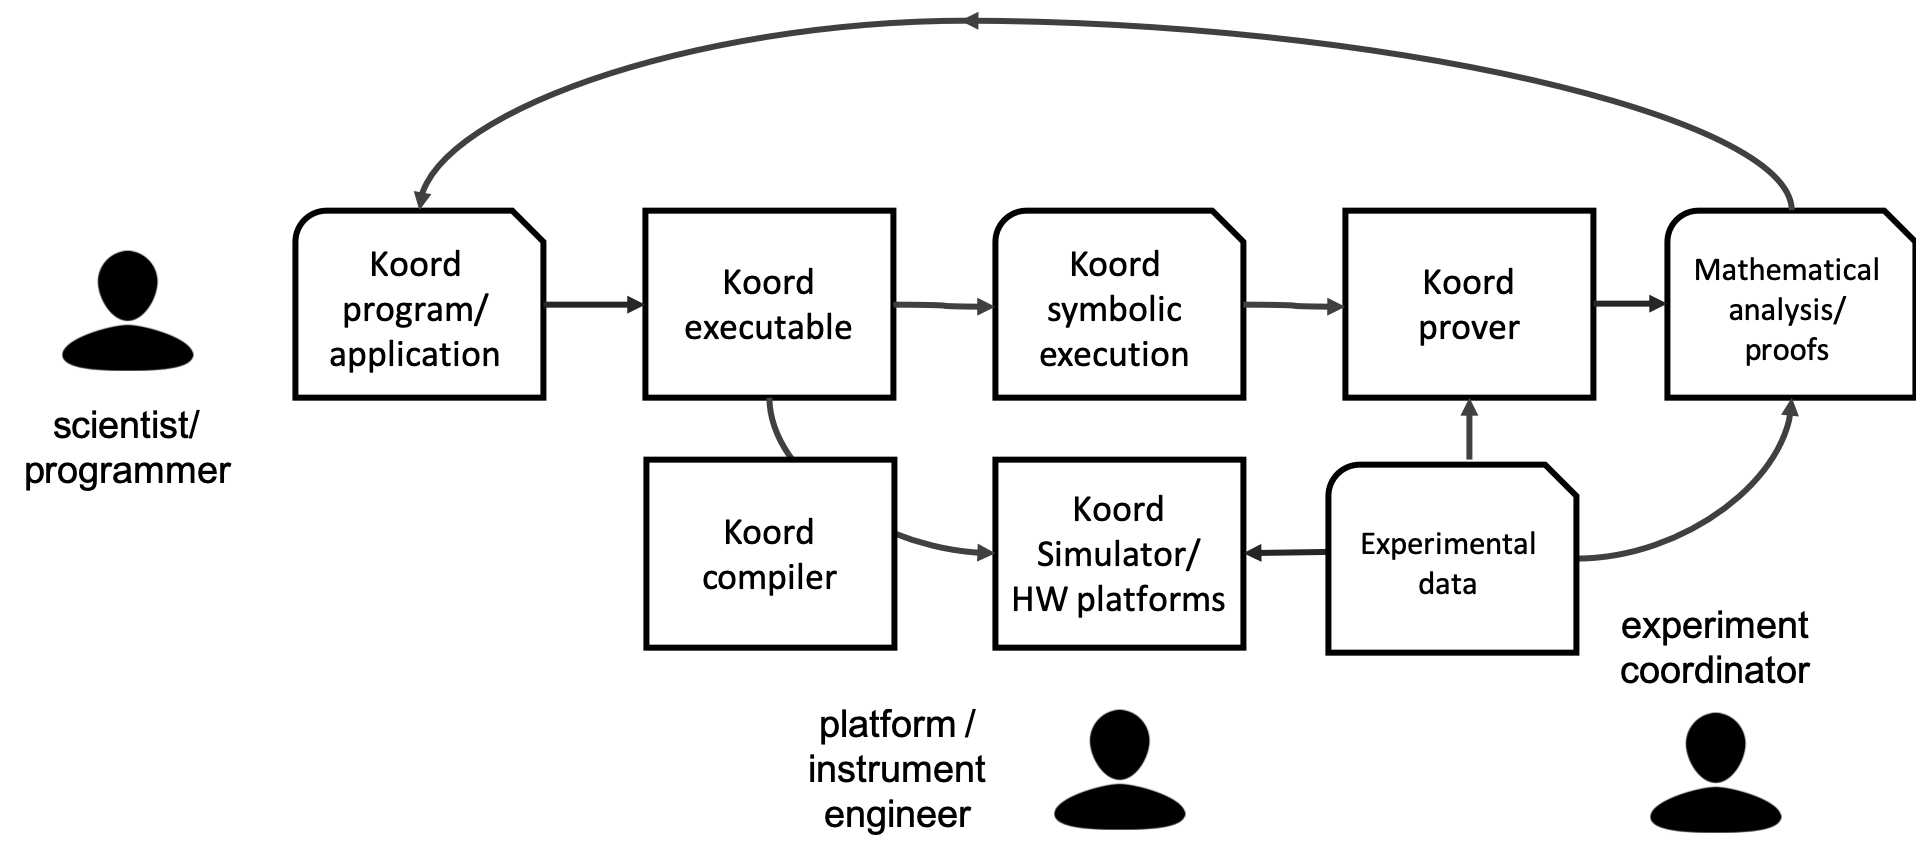 Koord
program/
application
Koord
executable
Koord
symbolic
execution
Koord
prover
Mathematical
analysis/
proofs
scientist/
programmer
Koord
compiler
Koord
Simulator/
HW platforms
Experimental
data
experiment
coordinator
platform /
instrument
engineer